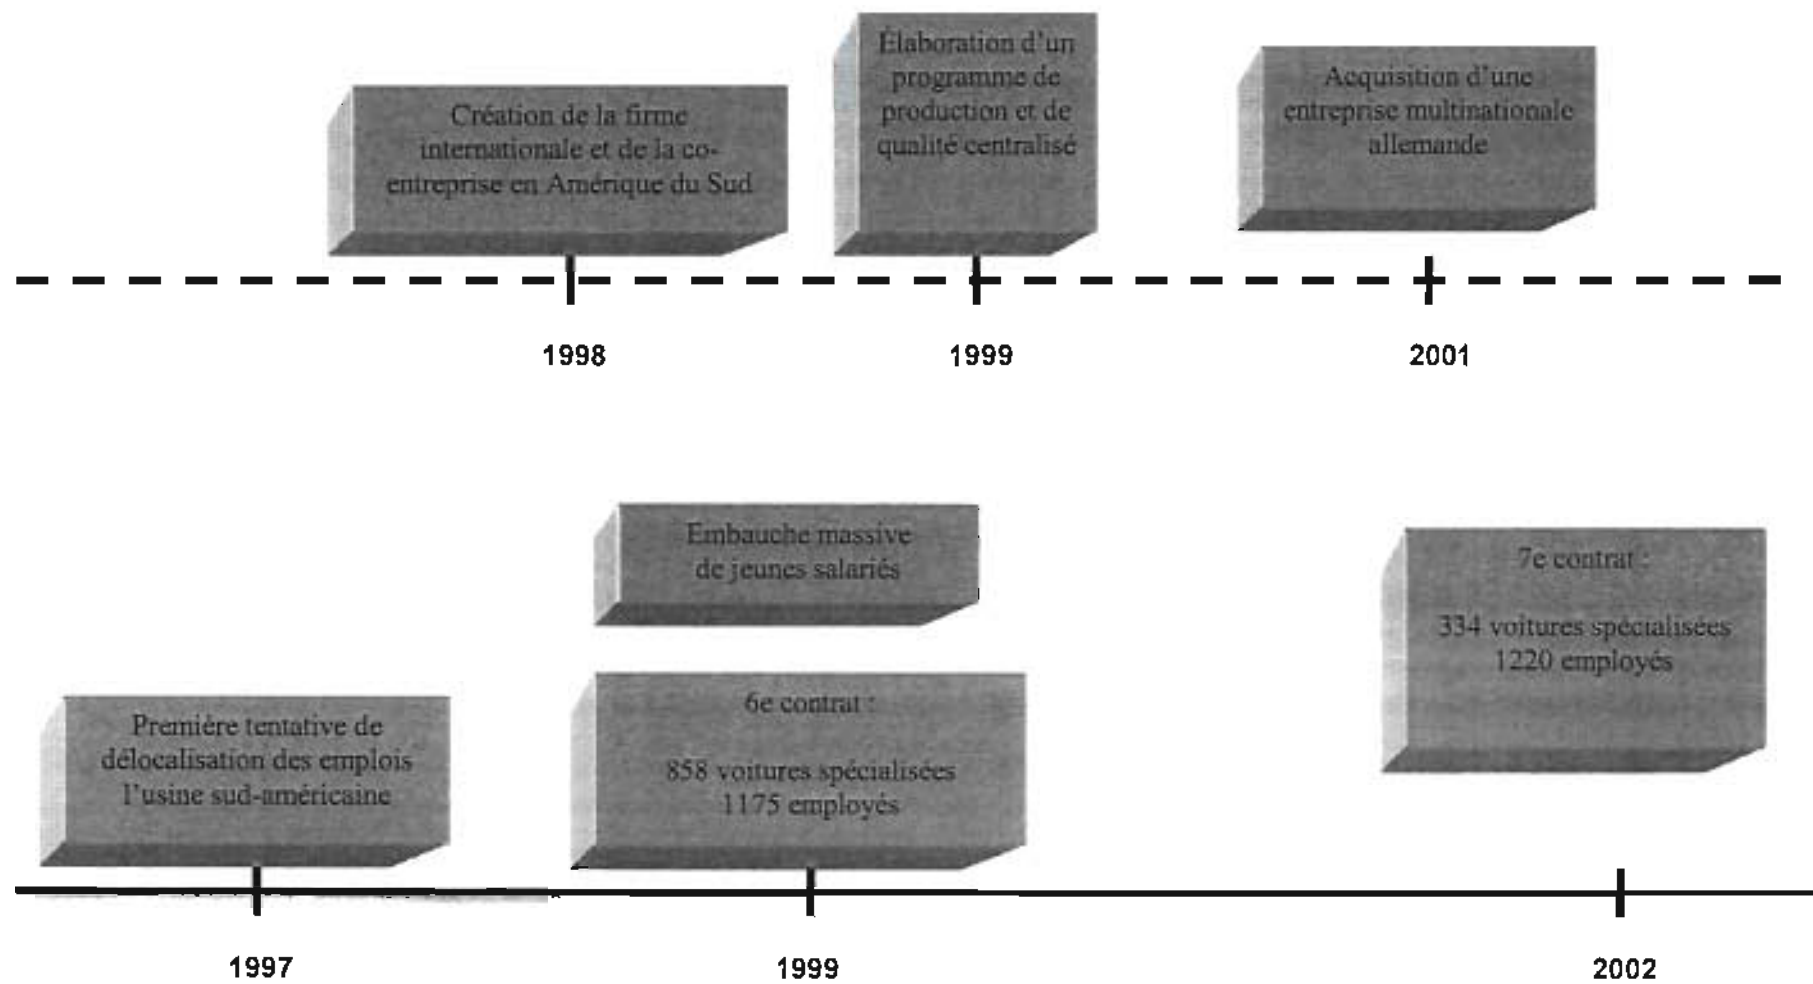 Création de la firme
internationale et de la co-
entreprise en Amérique du Sud
Élaboration d'un
programme de
production et de
qualité centralisé
Acquisition d'une
entreprise multinationale
allemande
1998
1999
2001
Embauche massive
de jeunes salariés
7e contrat :
334 voitures spécialisées
1220 employés
Première tentative de
délocalisation des emplois
l'usine sud-américaine
6e contrat :
858 voitures spécialisées
1175 employés
1997
1999
2002